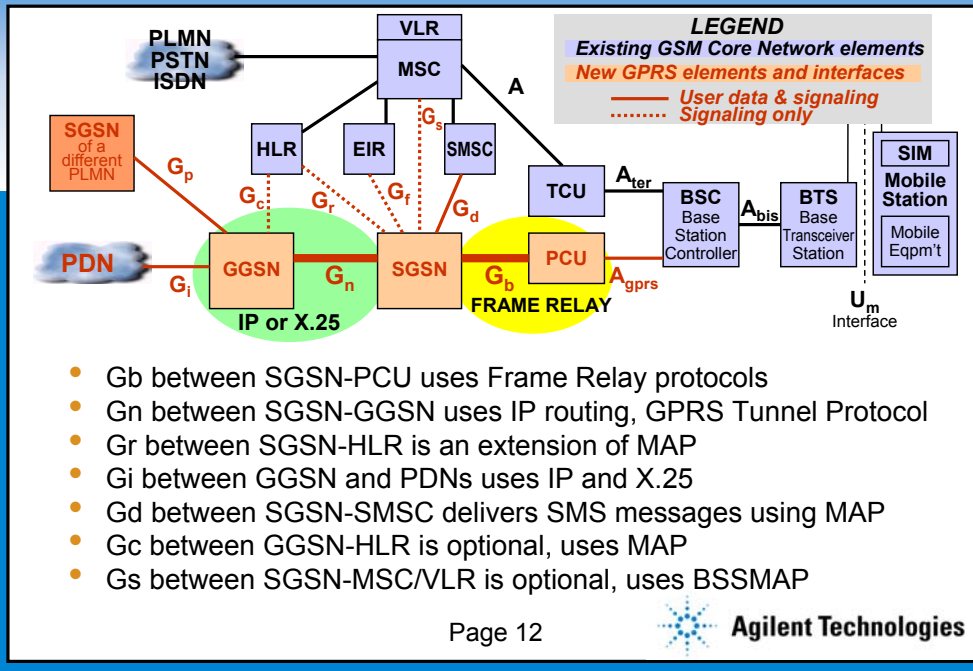 LEGEND
Existing GSM Core Network elements
New GPRS elements and interfaces
User data & signaling
Signaling only
PLMN
PSTN
ISDN
VLR
MSC
A
Gs
SGSN
of a
different
PLMN
HLR
EIR
SMSC
Gp
Gc
Gr
Gf
Gd
TCU
Ater
BSC
Base
Station
Controller
Abis
BTS
Base
Transceiver
Station
SIM
Mobile
Station
Mobile
Eqpm't
PDN
Gi
GGSN
Gn
SGSN
Gb
PCU
Agprs
IP or X.25
FRAME RELAY
Um
Interface
• Gb between SGSN-PCU uses Frame Relay protocols
• Gn between SGSN-GGSN uses IP routing, GPRS Tunnel Protocol
• Gr between SGSN-HLR is an extension of MAP
• Gi between GGSN and PDNs uses IP and X.25
• Gd between SGSN-SMSC delivers SMS messages using MAP
• Gc between GGSN-HLR is optional, uses MAP
• Gs between SGSN-MSC/VLR is optional, uses BSSMAP
Page 12
Agilent Technologies